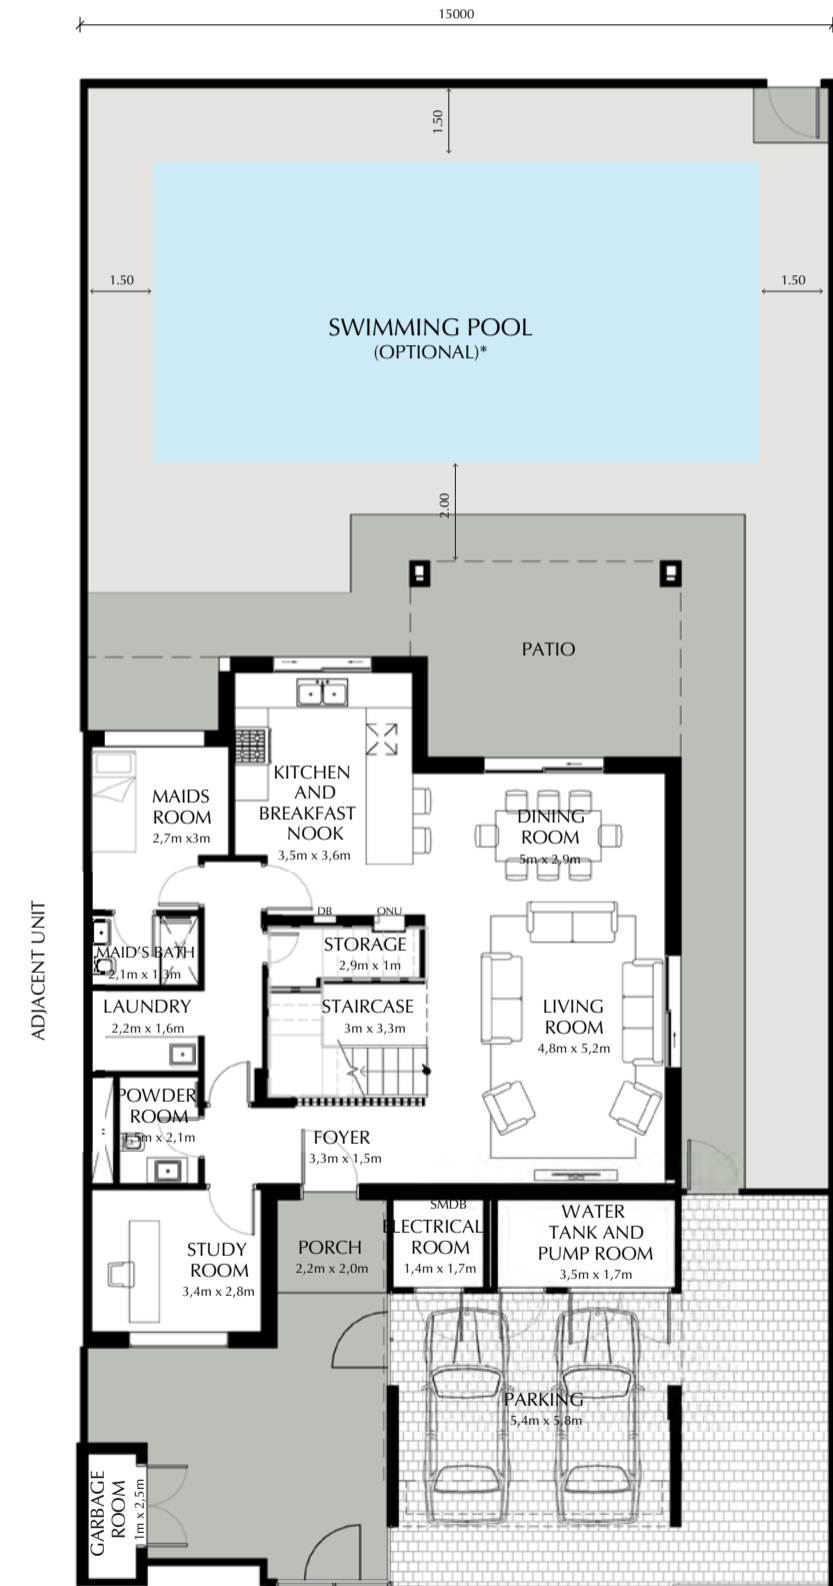 15000
1.50
1.50
1.50
SWIMMING POOL
(OPTIONAL)*
2.00
PATIO
KITCHEN
AND
BREAKFAST
NOOK
3,5m x 3,6m
MAIDS
ROOM
2,7m x3m
DINING
ROOM
5m x 2,9m
DB
ONU
ADJACENT UNIT
MAID'S BATH
2,1m x 1,3m
STORAGE
2,9m x 1m
LAUNDRY
2,2m x 1,6m
STAIRCASE
3m x 3,3m
LIVING
ROOM
4,8m x 5,2m
POWDER
ROOM
1,5m x 2,1m
FOYER
3,3m x 1,5m
STUDY
ROOM
3,4m x 2,8m
PORCH
2,2m x 2,0m
SMDB
ELECTRICAL
ROOM
1,4m x 1,7m
WATER
TANK AND
PUMP ROOM
3,5m x 1,7m
PARKING
5,4m x 5,8m
GARBAGE
ROOM
1m x 2,5m